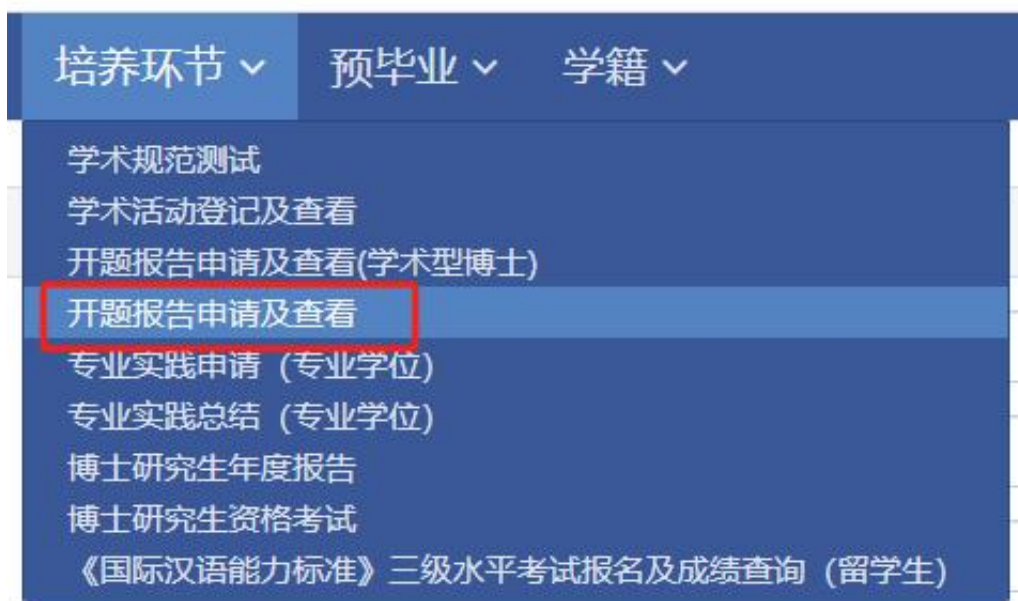 培养环节 预毕业 学籍
学术规范测试
学术活动登记及查看
开题报告申请及查看(学术型博士)
开题报告申请及查看
专业实践申请（专业学位）
专业实践总结（专业学位）
博士研究生年度报告
博士研究生资格考试
《国际汉语能力标准》三级水平考试报名及成绩查询（留学生）